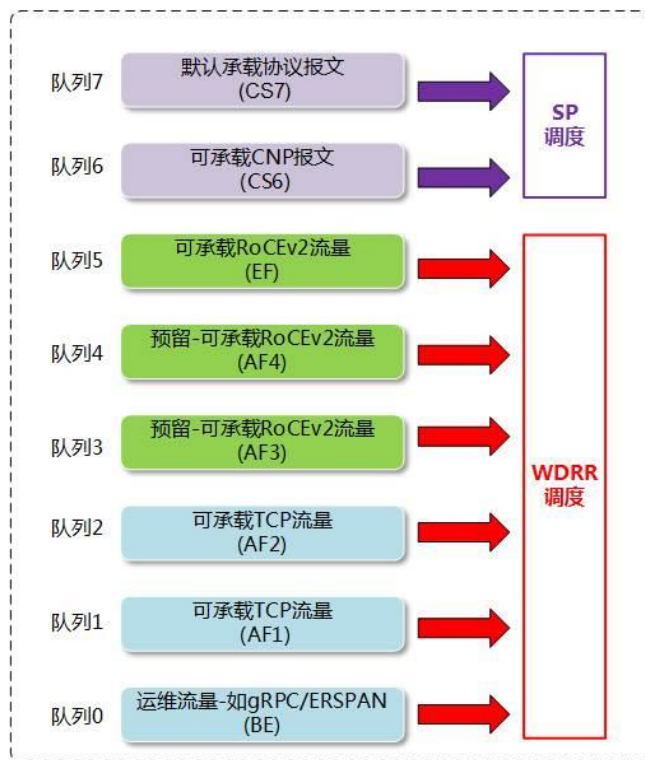 队列7
默认承载协议报文
(CS7)
SP
调度
队列6
可承载CNP报文
(CS6)
队列5
可承载RoCEv2流量
(EF)
队列4
预留-可承载RoCEv2流量
(AF4)
队列3
预留-可承载RoCEv2流量
(AF3)
WDRR
调度
队列2
可承载TCP流量
(AF2)
队列1
可承载TCP流量
(AF1)
队列0
运维流量-如gRPC/ERSPAN
(BE)